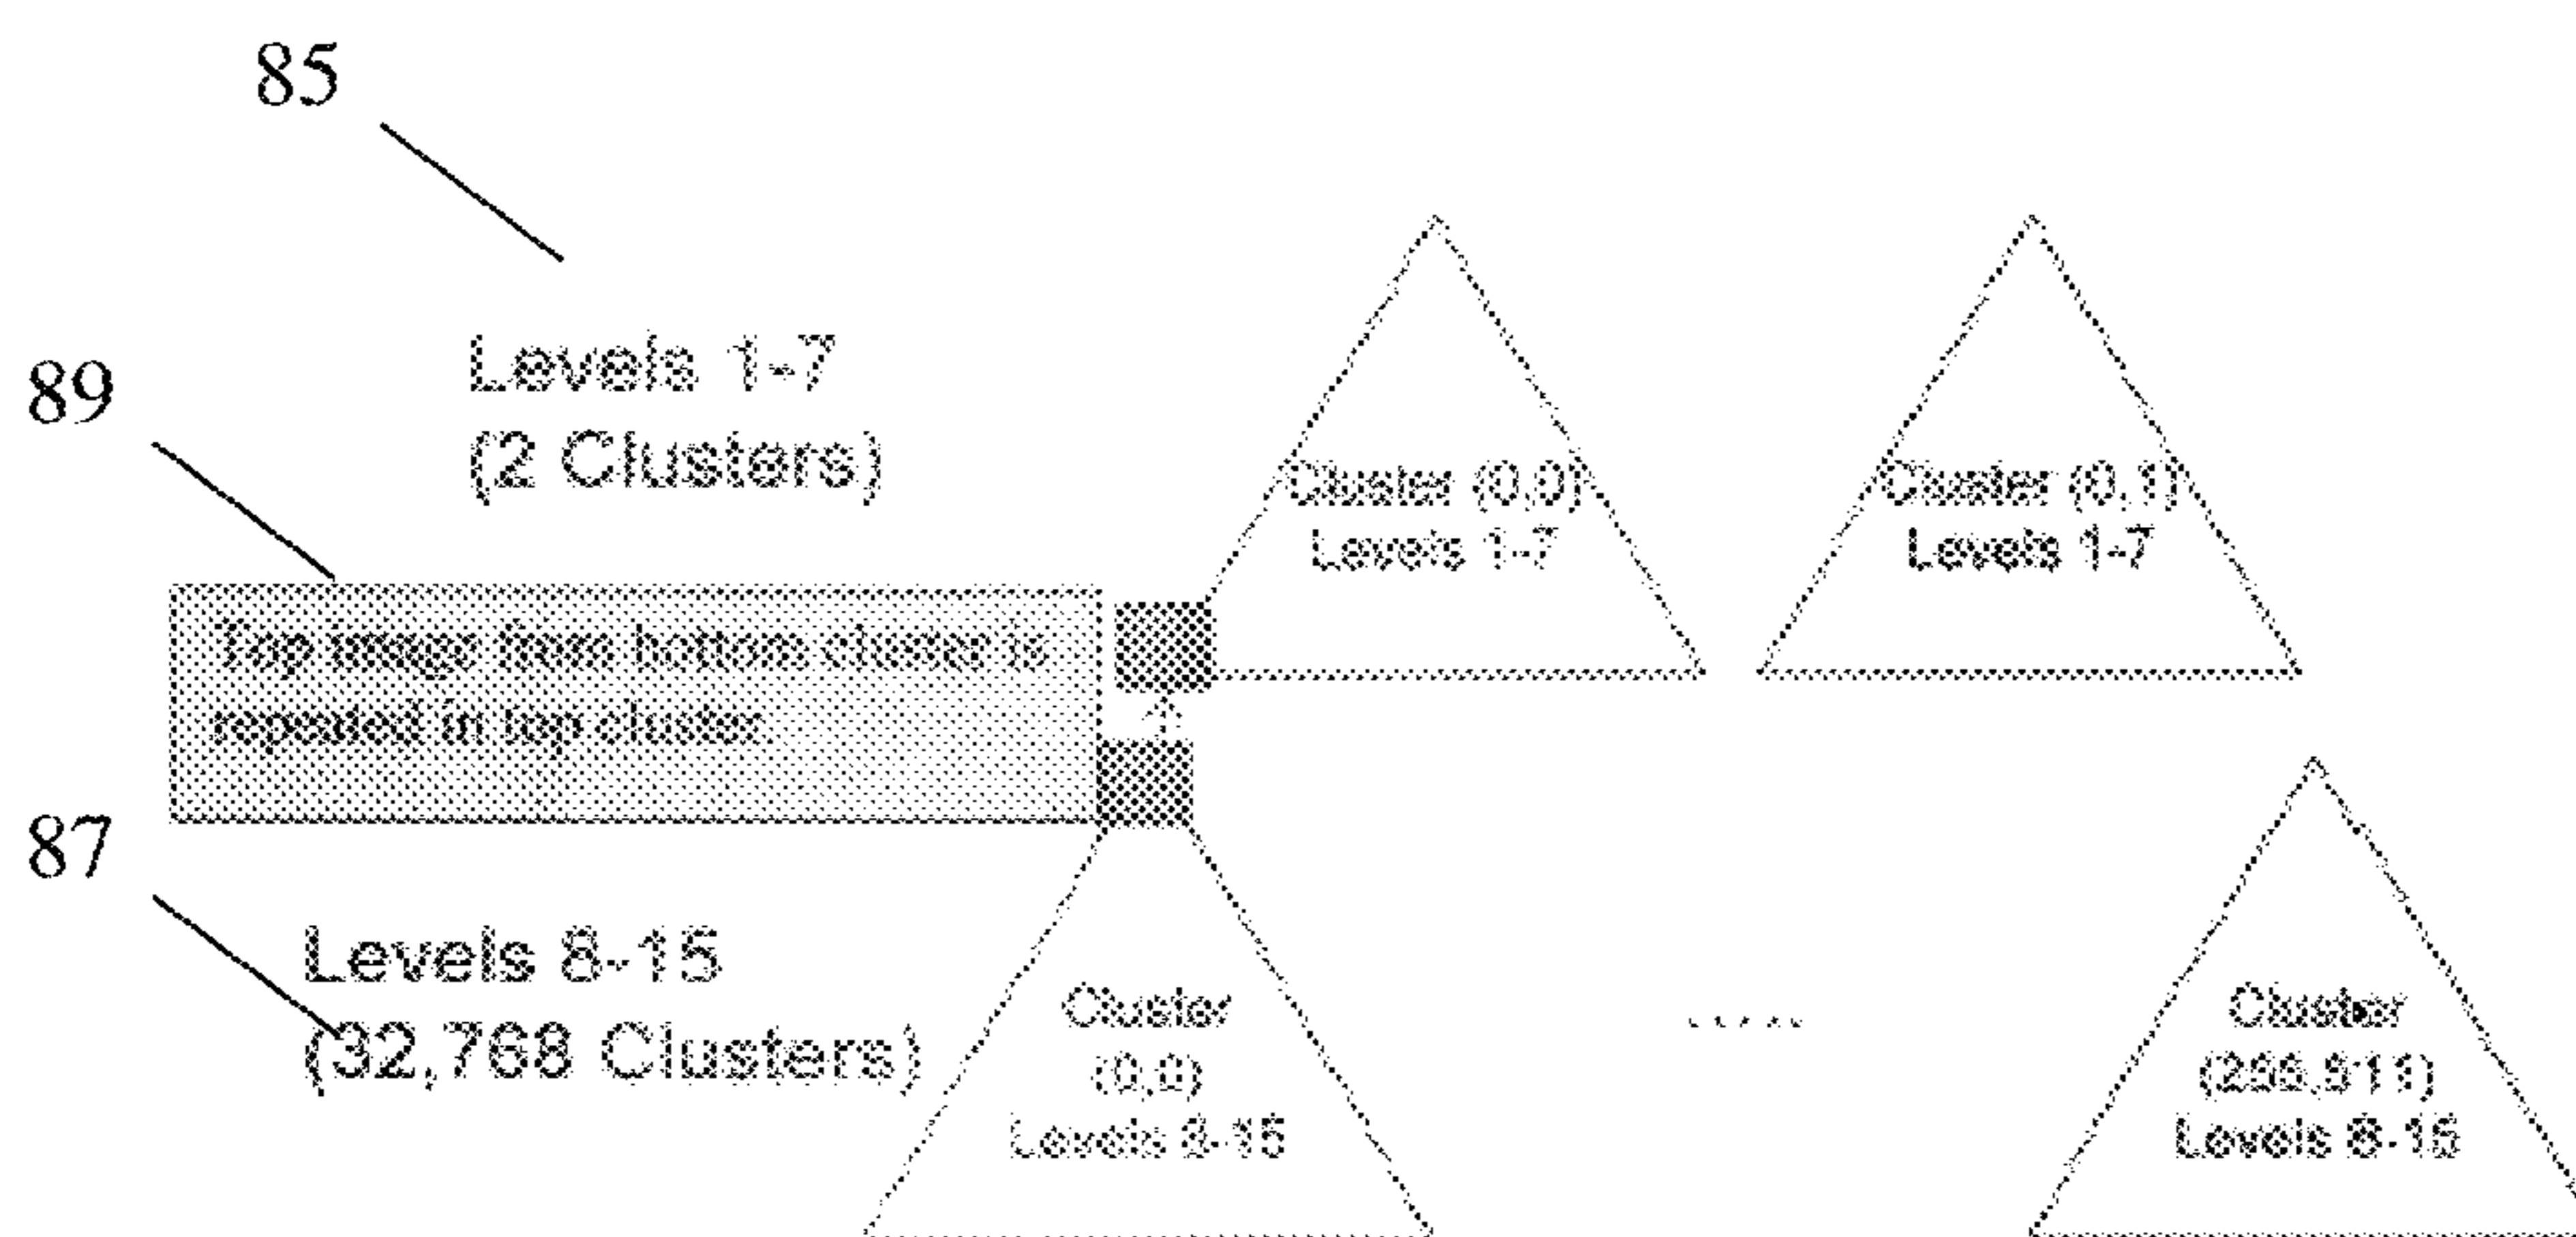 85
Levels 1-7
(2 Clusters)
89
Cluster (0,0)
Levels 1-7
Cluster (0,1)
Levels 1-7
Top image from bottom cluster is
repeated in top cluster.
87
Levels 8-15
(32,768 Clusters)
Cluster
(0,0)
Levels 8-15
.....
Cluster
Levels 8-15